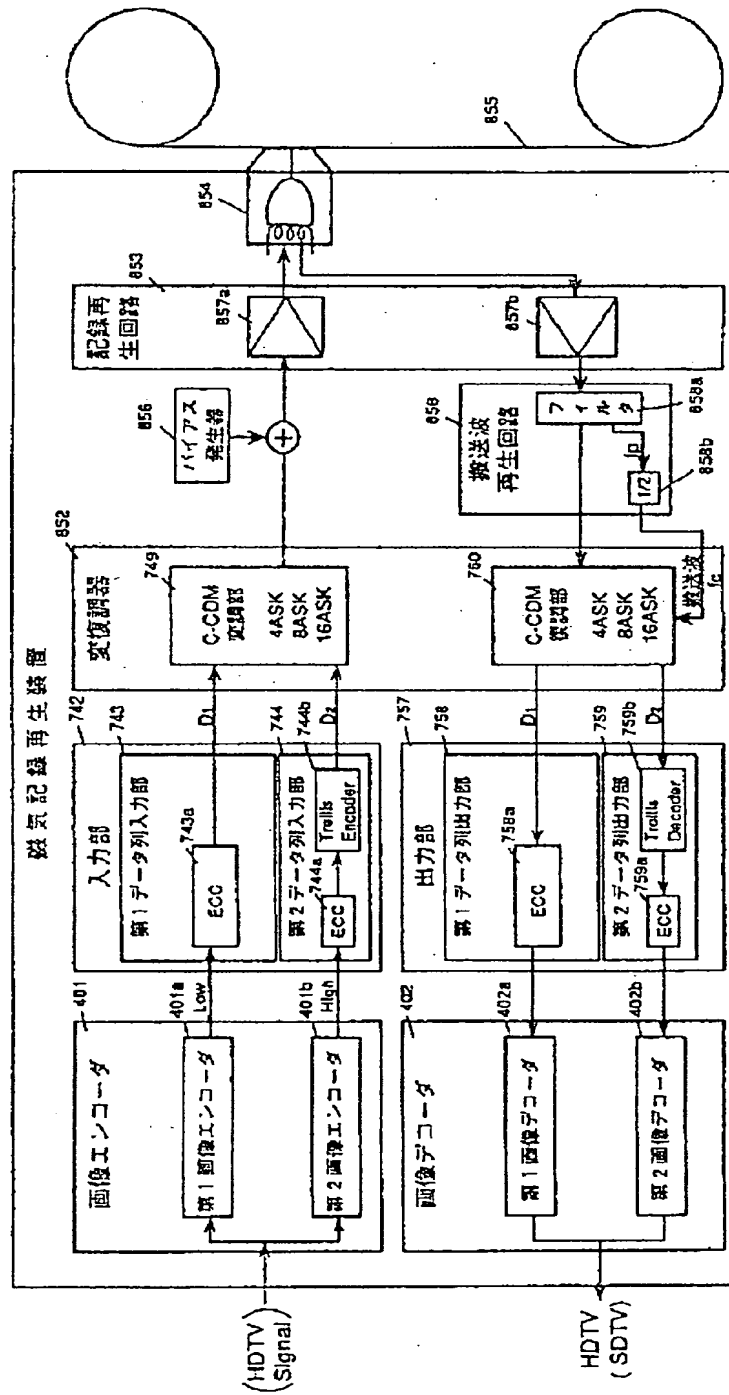 磁気記録再生装置
(HDTV
Signal)
401
画像エンコーダ
401a
第1画像エンコーダ
Low
401b
第2画像エンコーダ
High
742
入力部
743
第1データ列入力部
743a
ECC
D1
744
第2データ列入力部
744a
ECC
744b
Trellis
Encoder
D2
852
変復調器
749
C-CDM
変調部
4ASK
8ASK
16ASK
856
バイアス
発生器
+
853
記録再
生回路
857a
854
855
857b
858
搬送波
再生回路
フィルタ
858a
fp
1/2
858b
搬送波
fc
760
C-CDM
復調部
4ASK
8ASK
16ASK
757
出力部
758
第1データ列出力部
D1
758a
ECC
759
第2データ列出力部
D2
759b
Trellis
Decoder
759a
ECC
402
画像デコーダ
402a
第1画像デコーダ
402b
第2画像デコーダ
HDTV
(SDTV)